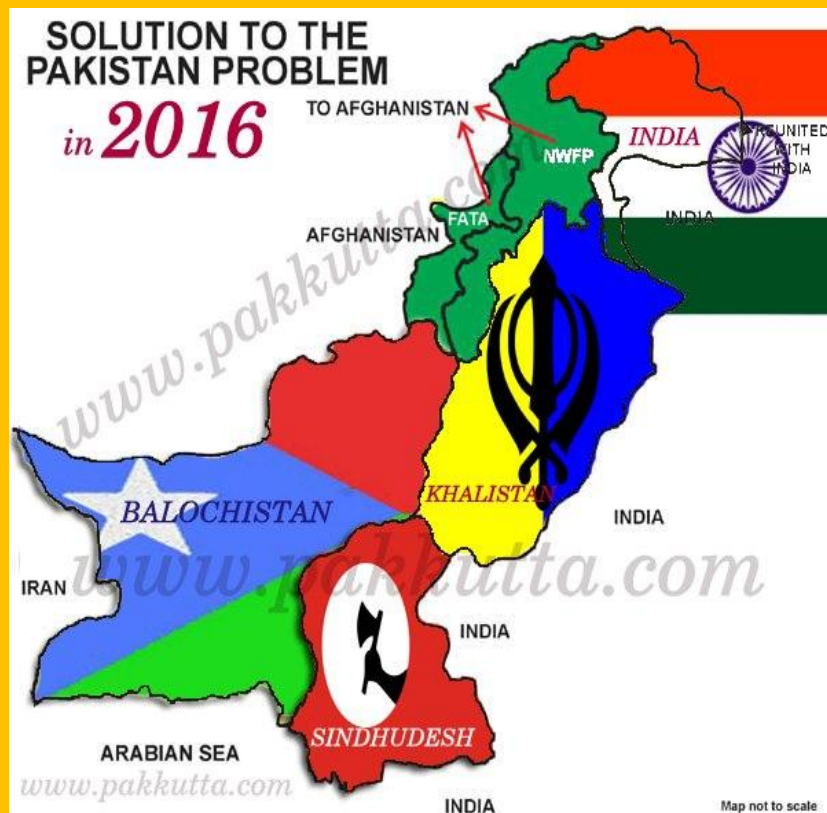 SOLUTION TO THE
PAKISTAN PROBLEM
in 2016
TO AFGHANISTAN
NWFP
INDIA
REUNITED
WITH
INDIA
INDIA
FATA
AFGHANISTAN
www.pakkutta.com
KHALISTAN
BALOCHISTAN
INDIA
www.pakkutta.com
IRAN
INDIA
SINDHUDESH
ARABIAN SEA
www.pakkutta.com
INDIA
Map not to scale